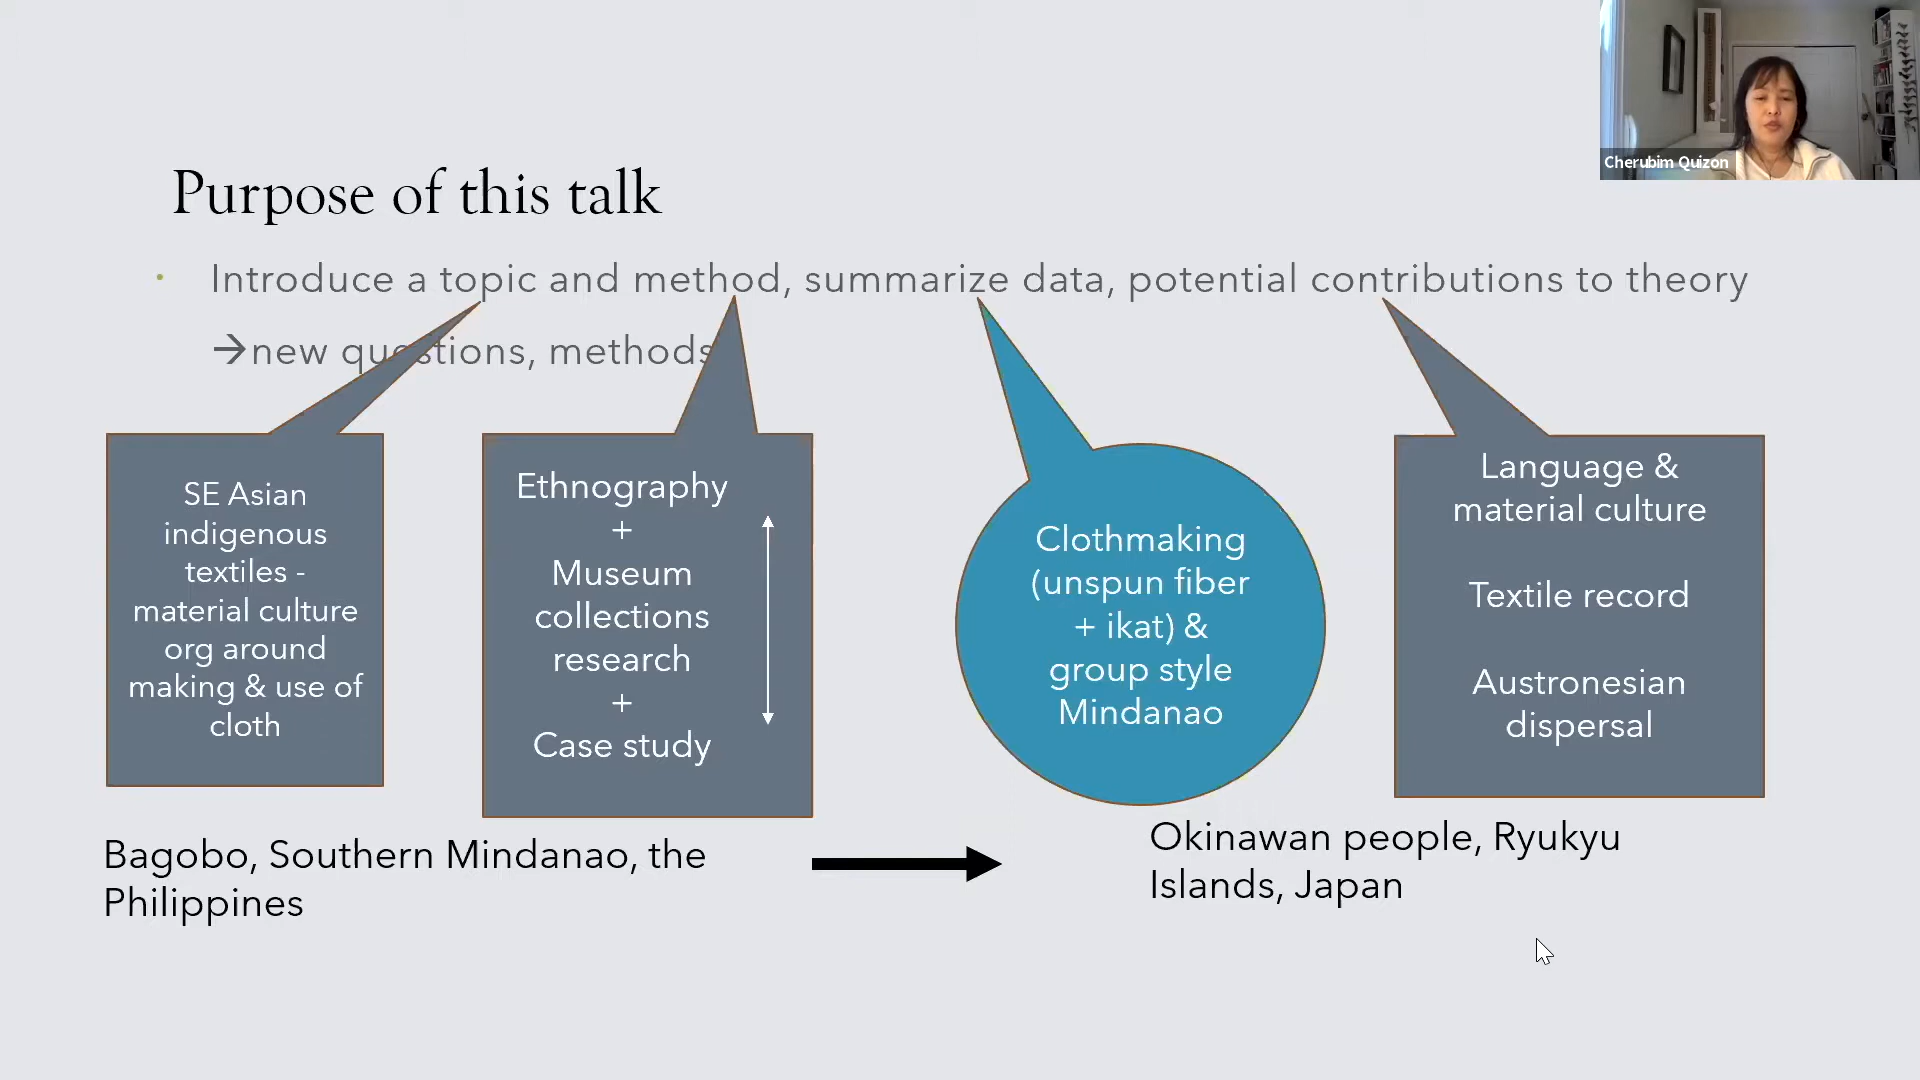 Cherubim Quizon
Purpose of this talk
• Introduce a topic and method, summarize data, potential contributions to theory
→new questions, methods
SE Asian
indigenous
textiles -
material culture
org around
making & use of
cloth
Ethnography
+
Museum
collections
research
+
Case study
Clothmaking
(unspun fiber
+ ikat) &
group style
Mindanao
Language &
material culture
Textile record
Austronesian
dispersal
Bagobo, Southern Mindanao, the
Philippines
Okinawan people, Ryukyu
Islands, Japan